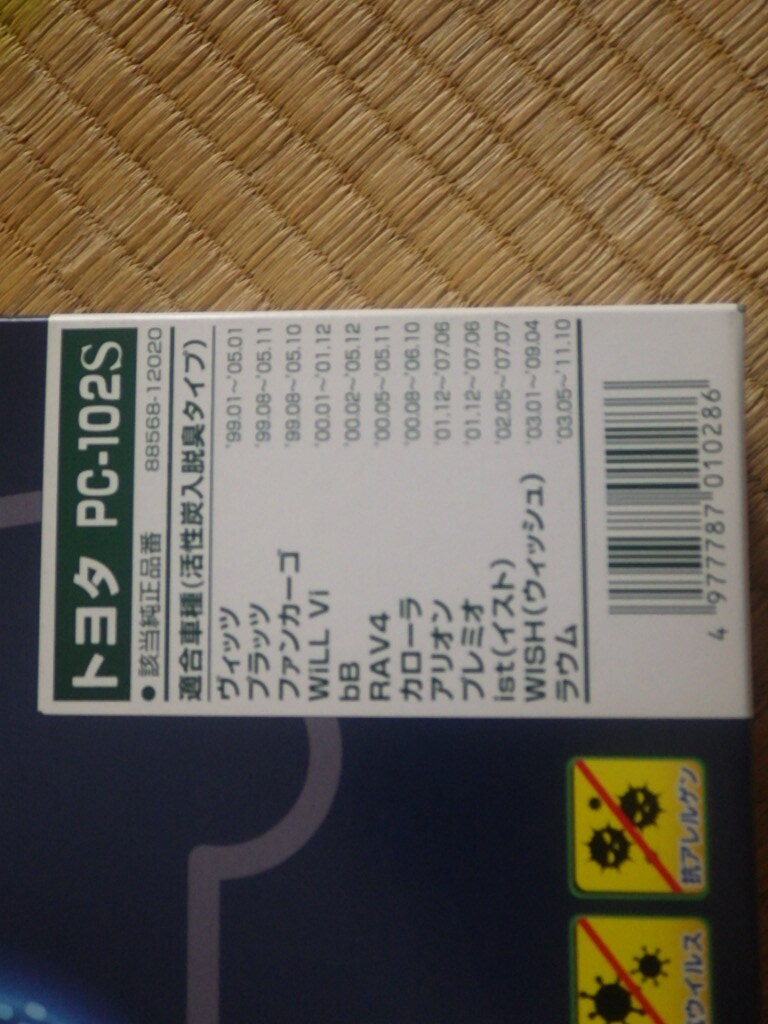 トヨタ PC-102S
● 該当純正品番 88568-12020
適合車種(活性炭入脱臭タイプ)
ヴィッツ '99.01~'05.01
プラッツ '99.08~'05.11
ファンカーゴ '99.08~'05.10
WiLL Vi '00.01~'01.12
bB '00.02~'05.12
RAV4 '00.05~'05.11
カローラ '00.08~'06.10
アリオン '01.12~'07.06
プレミオ '01.12~'07.06
ist(イスト) '02.05~'07.07
WISH(ウィッシュ) '03.01~'09.04
ラウム '03.05~'11.10
4 977787 010286
抗アレルゲン
ウイルス